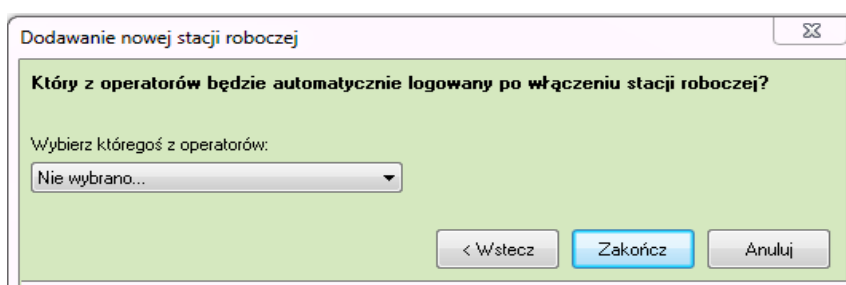 Dodawanie nowej stacji roboczej
Który z operatorów będzie automatycznie logowany po włączeniu stacji roboczej?
Wybierz któregoś z operatorów:
Nie wybrano...
< Wstecz
Zakończ
Anuluj